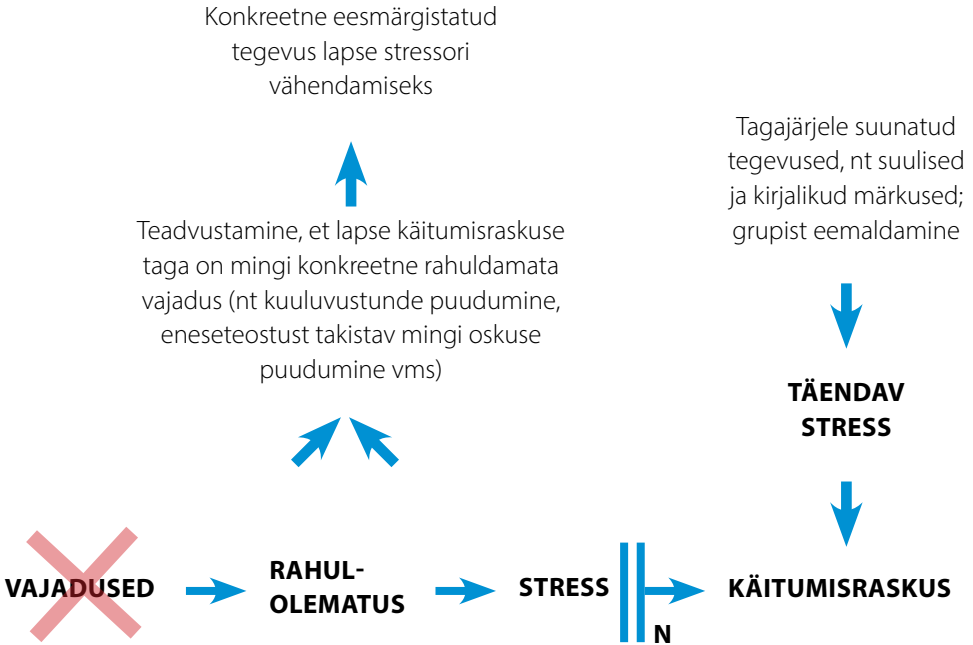 Konkreetne eesmärgistatud
tegevus lapse stressori
vähendamiseks
Tagajärjele suunatud
tegevused, nt suulised
ja kirjalikud märkused;
grupist eemaldamine
Teadvustamine, et lapse käitumisraskuse
taga on mingi konkreetne rahuldamata
vajadus (nt kuuluvustunde puudumine,
eneseteostust takistav mingi oskuse
puudumine vms)
TÄENDAV
STRESS
VAJADUSED
RAHUL-
OLEMATUS
STRESS
N
KÄITUMISRASKUS